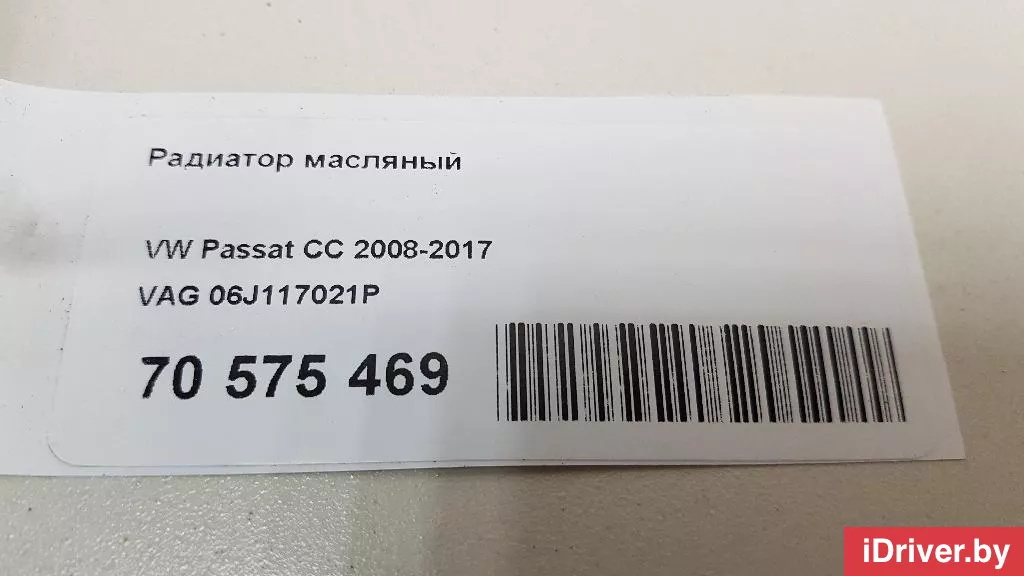 Радиатор масляный
VW Passat CC 2008-2017
VAG 06J117021P
70 575 469
iDriver.by